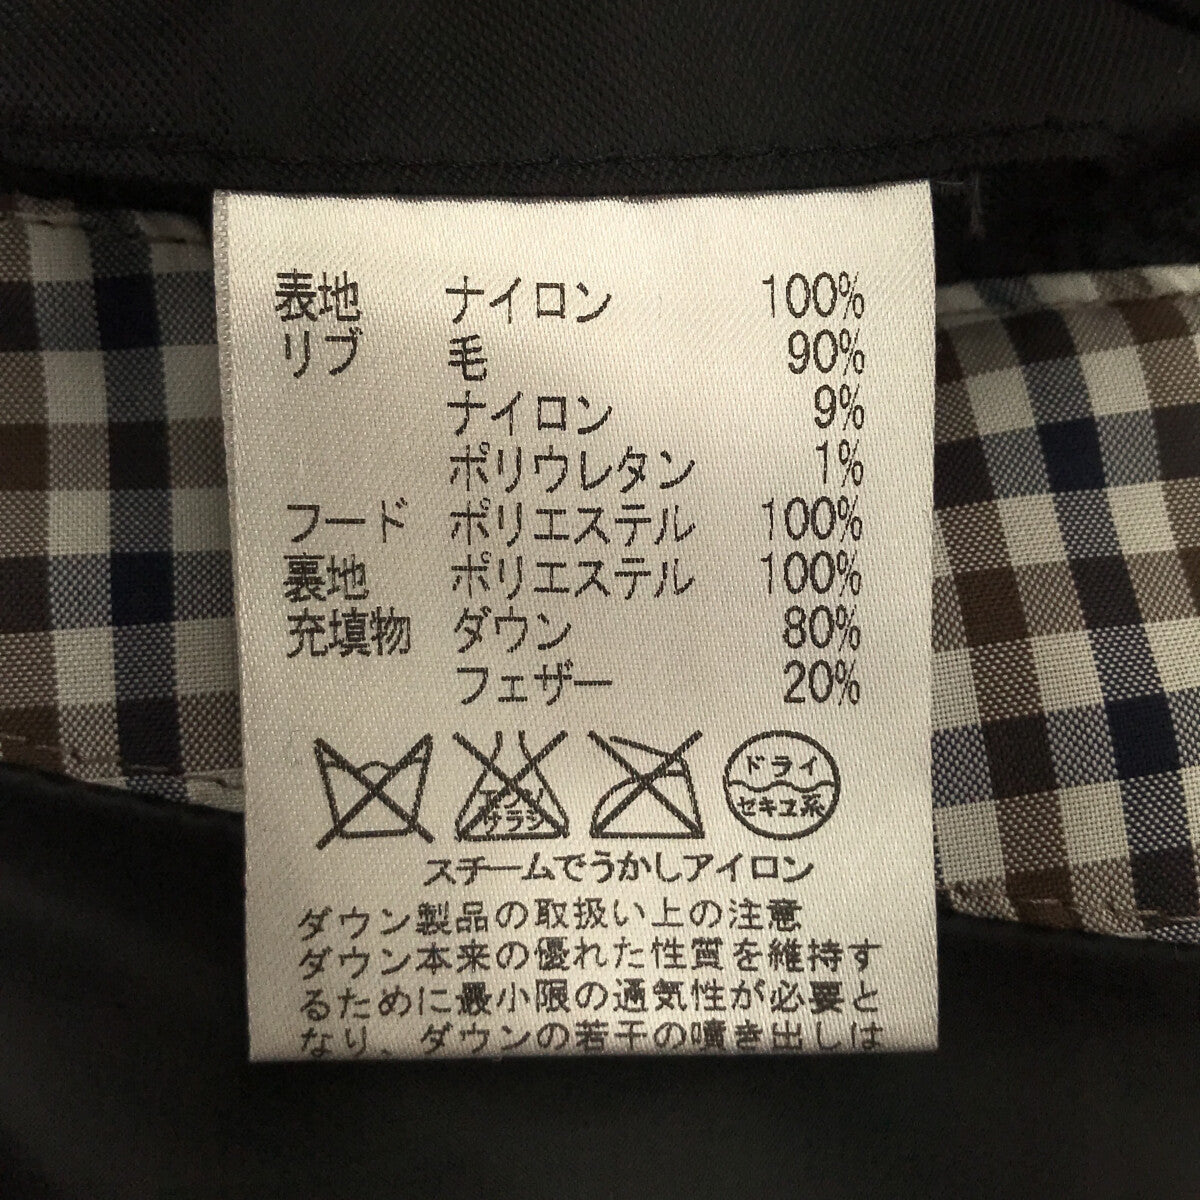 表地 ナイロン 100%
リブ 毛 90%
ナイロン 9%
ポリウレタン 1%
フード ポリエステル 100%
裏地 ポリエステル 100%
充填物 ダウン 80%
フェザー 20%
エンソ サラシ ドライ セキユ系
スチームでうかしアイロン
ダウン製品の取扱い上の注意
ダウン本来の優れた性質を維持す
るために最小限の通気性が必要と
なり、ダウンの若干の噴き出しは